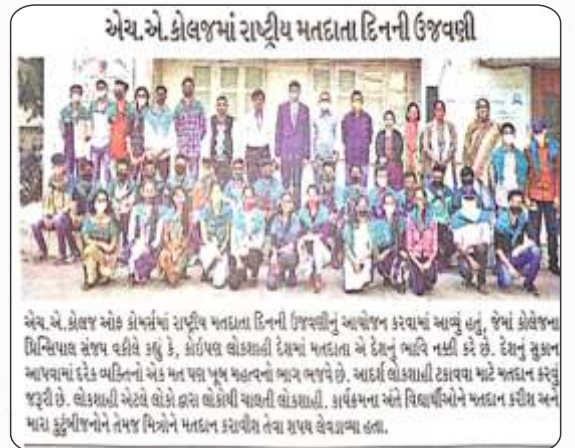 એચ.એ.કોલજમાં રાષ્ટ્રીય મતદાતા દિનની ઉજવણી
એચ.એ.કોલજ ઓફ કોમર્સમાં રાષ્ટ્રીય મતદાતા દિનની ઉજવણીનું આયોજન કરવામાં આવ્યું હતું, જેમાં કોલેજના
પ્રિન્સિપાલ સંજય વકીલે કહ્યું કે, કોઈપણ લોકશાહી દેશમાં મતદાતા એ દેશનું ભાવિ નક્કી કરે છે. દેશનું સુકાન
આપવામાં દરેક વ્યક્તિનો એક મત પણ ખૂબ મહત્વનો ભાગ ભજવે છે. આદર્શ લોકશાહી ટકાવવા માટે મતદાન કરવું
જરૂરી છે. લોકશાહી એટલે લોકો દ્વારા લોકોથી ચાલતી લોકશાહી. કાર્યક્રમના અંતે વિદ્યાર્થીઓને મતદાન કરીશ અને
મારા કુટુંબીજનોને તેમજ મિત્રોને મતદાન કરાવીશ તેવા શપથ લેવડાવ્યા હતા.